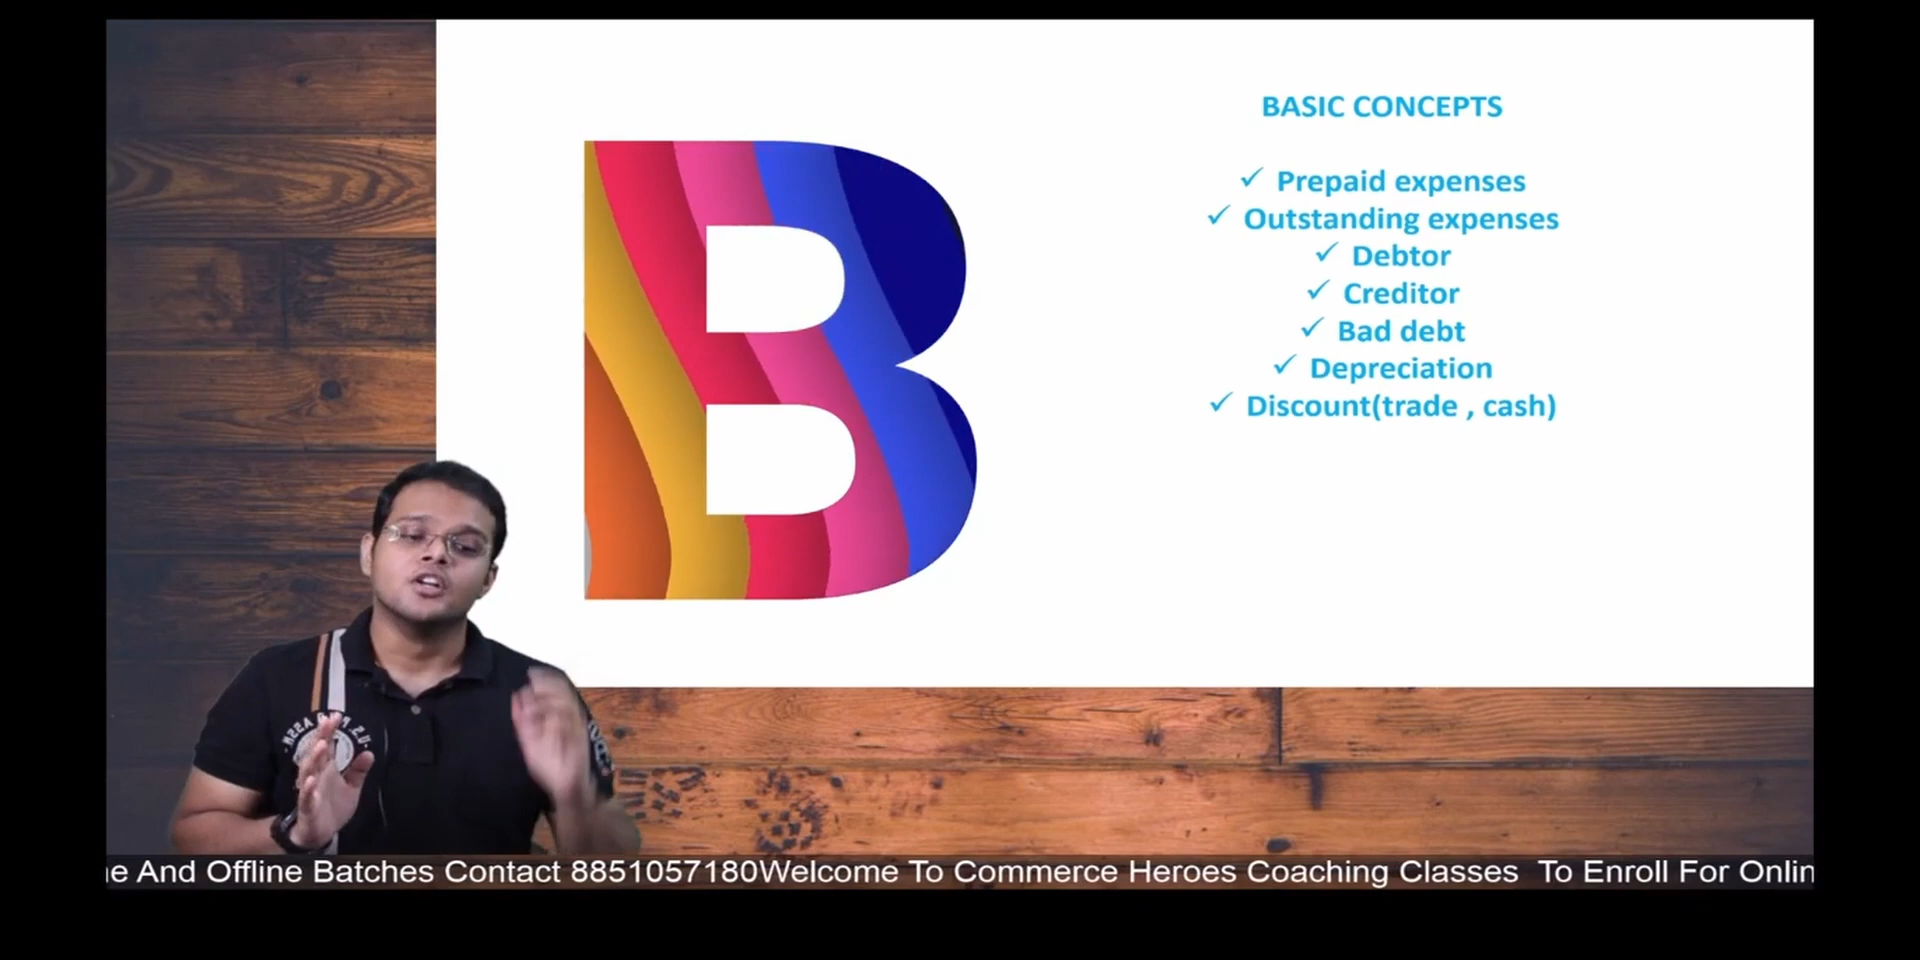 B
BASIC CONCEPTS
✓ Prepaid expenses
✓ Outstanding expenses
✓ Debtor
✓ Creditor
✓ Bad debt
✓ Depreciation
✓ Discount(trade , cash)
And Offline Batches Contact 8851057180Welcome To Commerce Heroes Coaching Classes To Enroll For Onlin